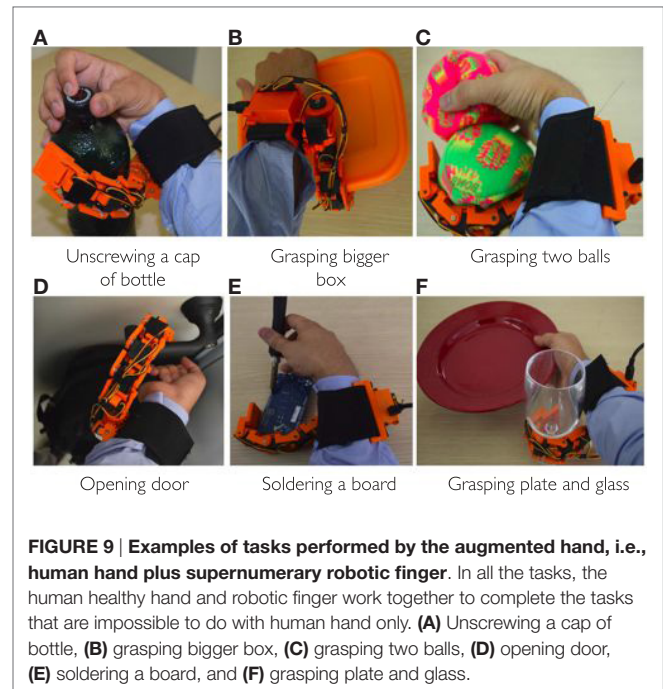 A
B
C
Unscrewing a cap
of bottle
Grasping bigger
box
Grasping two balls
D
E
F
Opening door
Soldering a board
Grasping plate and glass
FIGURE 9 | Examples of tasks performed by the augmented hand, i.e.,
human hand plus supernumerary robotic finger. In all the tasks, the
human healthy hand and robotic finger work together to complete the tasks
that are impossible to do with human hand only. (A) Unscrewing a cap of
bottle, (B) grasping bigger box, (C) grasping two balls, (D) opening door,
(E) soldering a board, and (F) grasping plate and glass.